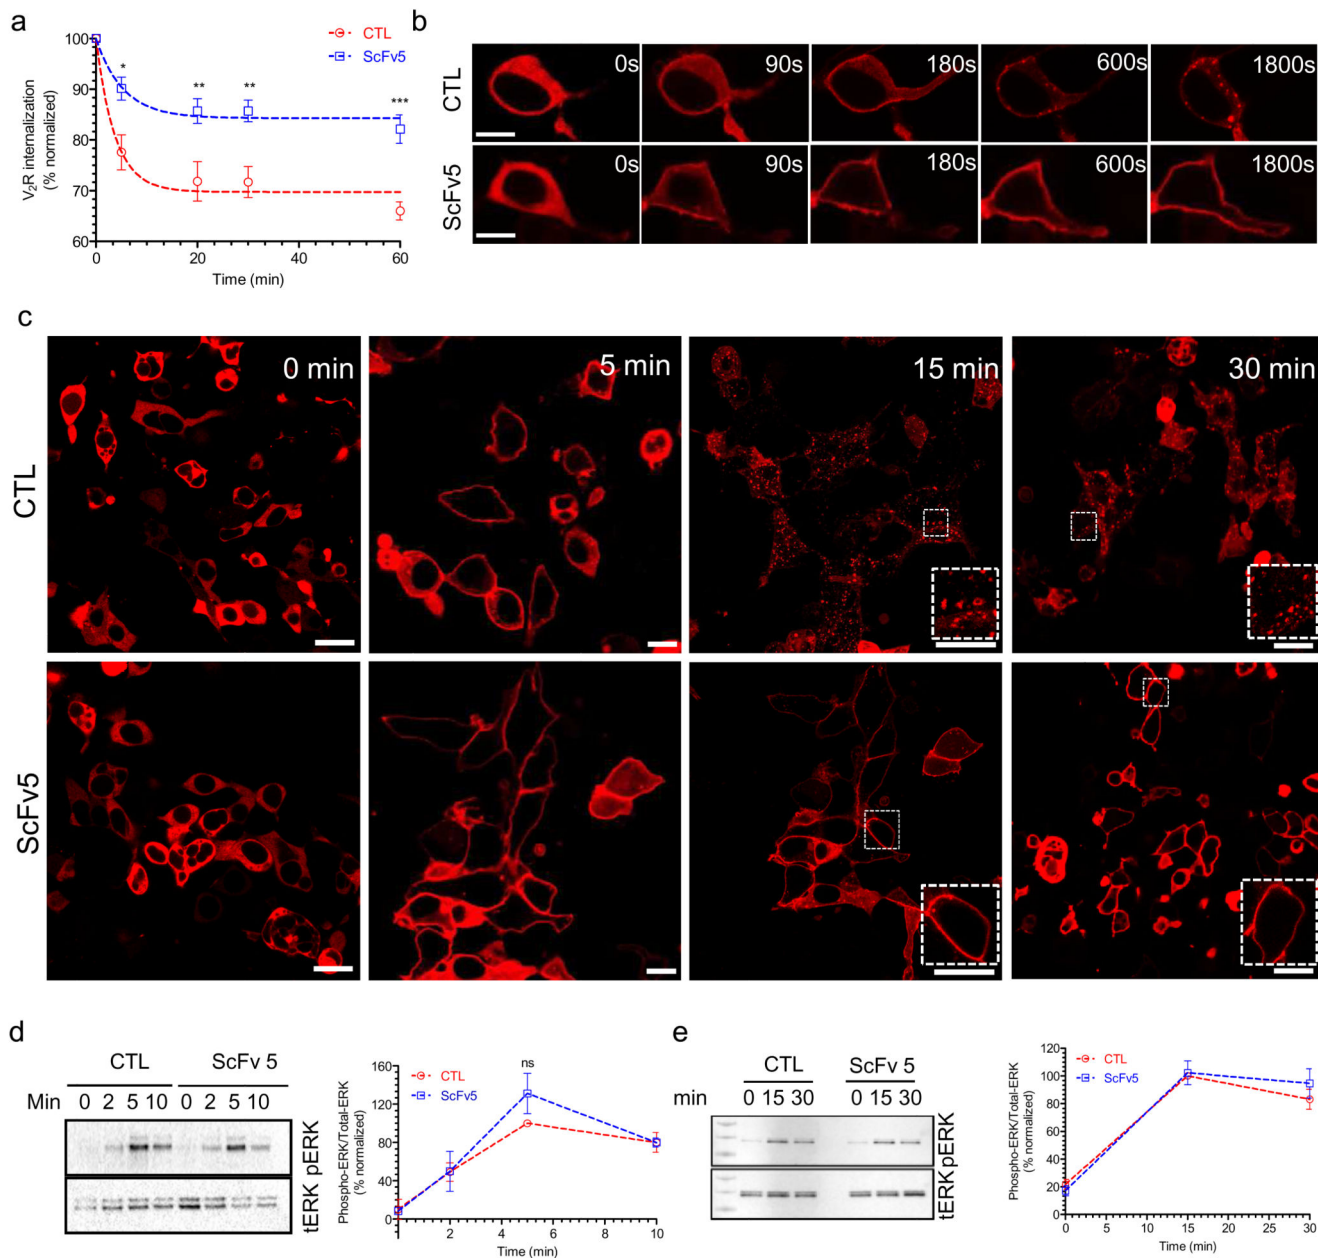 a
CTL
ScFv5
100
90
80
70
60
*
**
**
***
0
20
40
60
V2R internalization
(% normalized)
Time (min)
b
CTL
0s
90s
180s
600s
1800s
ScFv5
0s
90s
180s
600s
1800s
c
CTL
0 min
5 min
15 min
30 min
ScFv5
d
CTL
ScFv 5
Min 0 2 5 10 0 2 5 10
pERK
tERK
ns
CTL
ScFv5
160
120
80
40
0
0 2 4 6 8 10
Phospho-ERK/Total-ERK
(% normalized)
Time (min)
e
CTL
ScFv 5
min 0 15 30 0 15 30
pERK
tERK
CTL
ScFv5
120
100
80
60
40
20
0
0 5 10 15 20 25 30
Phospho-ERK/Total-ERK
(% normalized)
Time (min)